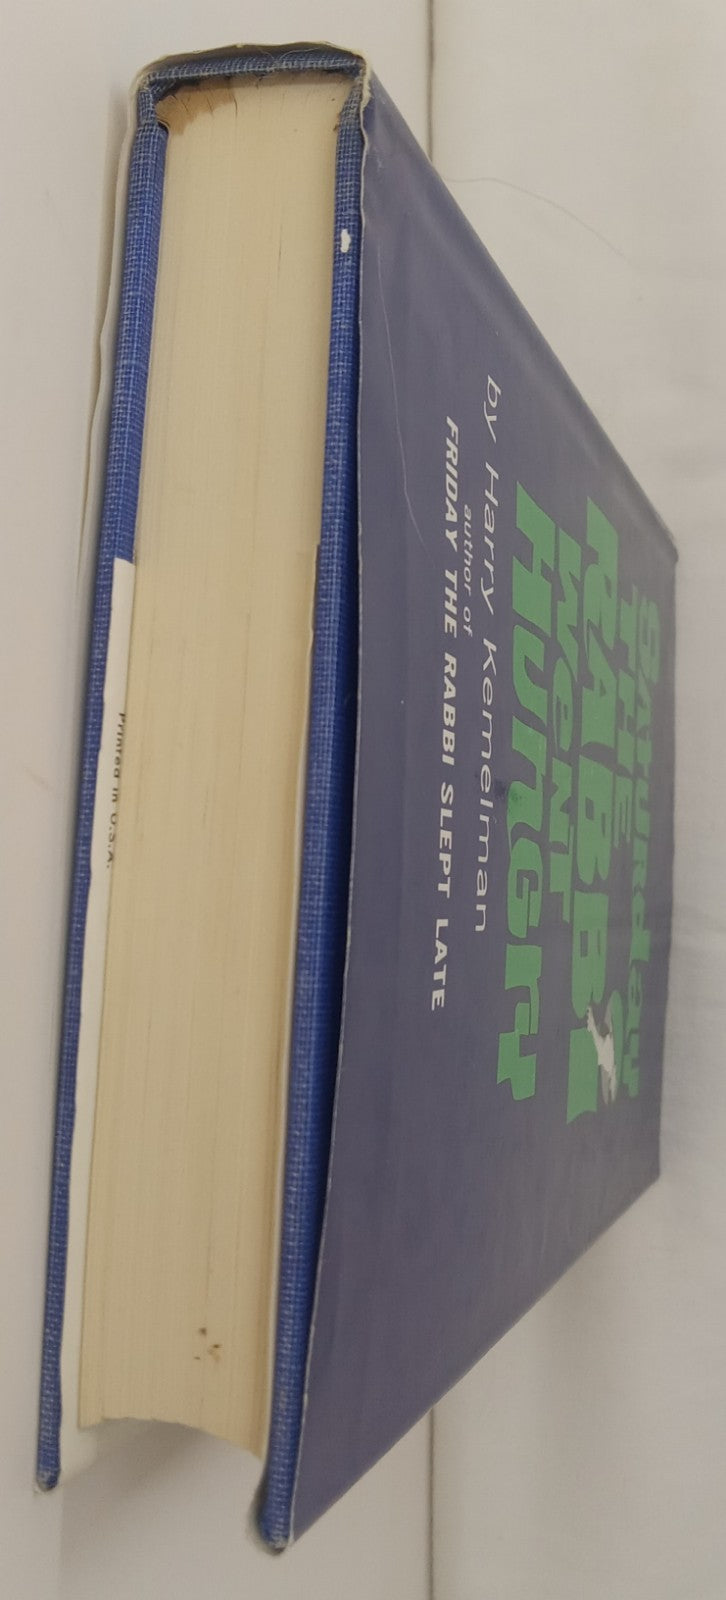 SATURdAY
THE
RABBI
WeNT
HUNGrY
by Harry Kemelman
author of
FRIDAY THE RABBI SLEPT LATE
Printed in U.S.A.